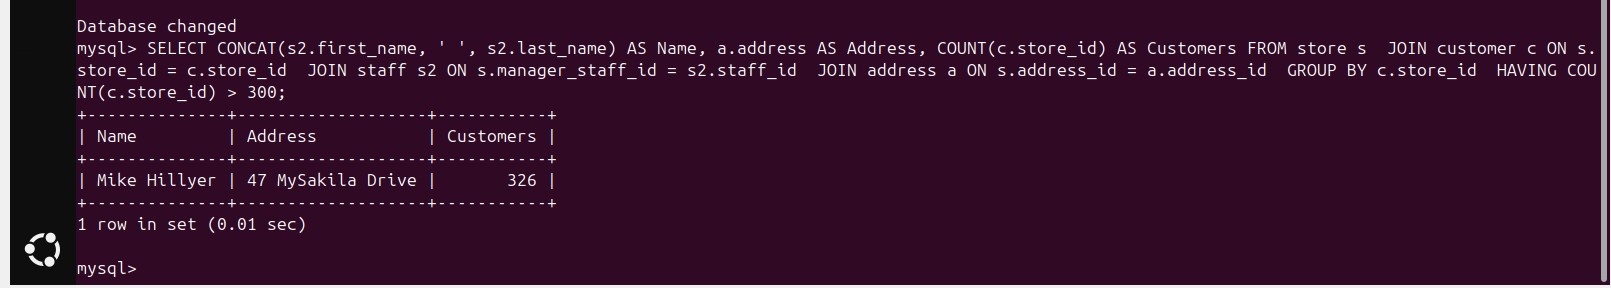 Database changed
mysql> SELECT CONCAT(s2.first_name, ' ', s2.last_name) AS Name, a.address AS Address, COUNT(c.store_id) AS Customers FROM store s  JOIN customer c ON s.
store_id = c.store_id  JOIN staff s2 ON s.manager_staff_id = s2.staff_id  JOIN address a ON s.address_id = a.address_id  GROUP BY c.store_id  HAVING COU
NT(c.store_id) > 300;
+--------------+-------------------+-----------+
| Name         | Address           | Customers |
+--------------+-------------------+-----------+
| Mike Hillyer | 47 MySakila Drive |       326 |
+--------------+-------------------+-----------+
1 row in set (0.01 sec)
mysql>